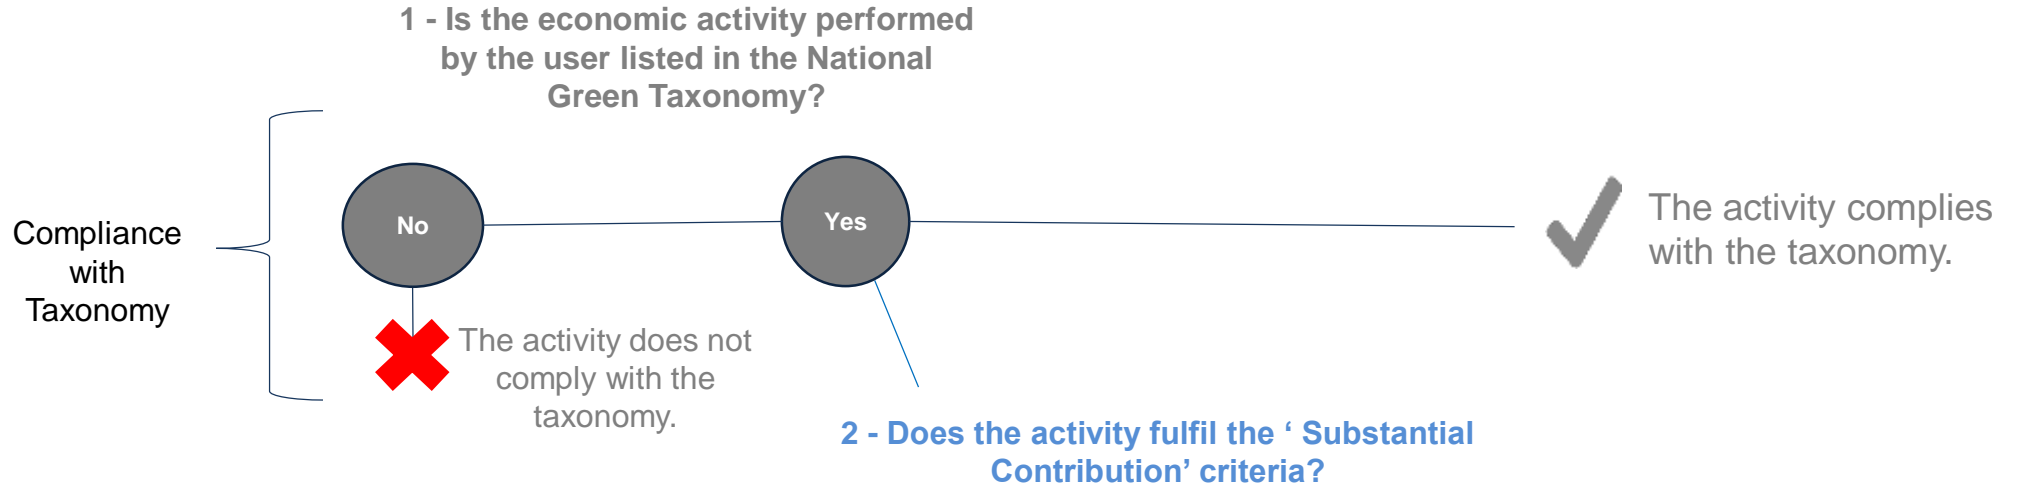 1 - Is the economic activity performed
by the user listed in the National
Green Taxonomy?
Compliance
with
Taxonomy
No
Yes
The activity complies
with the taxonomy.
The activity does not
comply with the
taxonomy.
2 - Does the activity fulfil the ‘ Substantial
Contribution’ criteria?